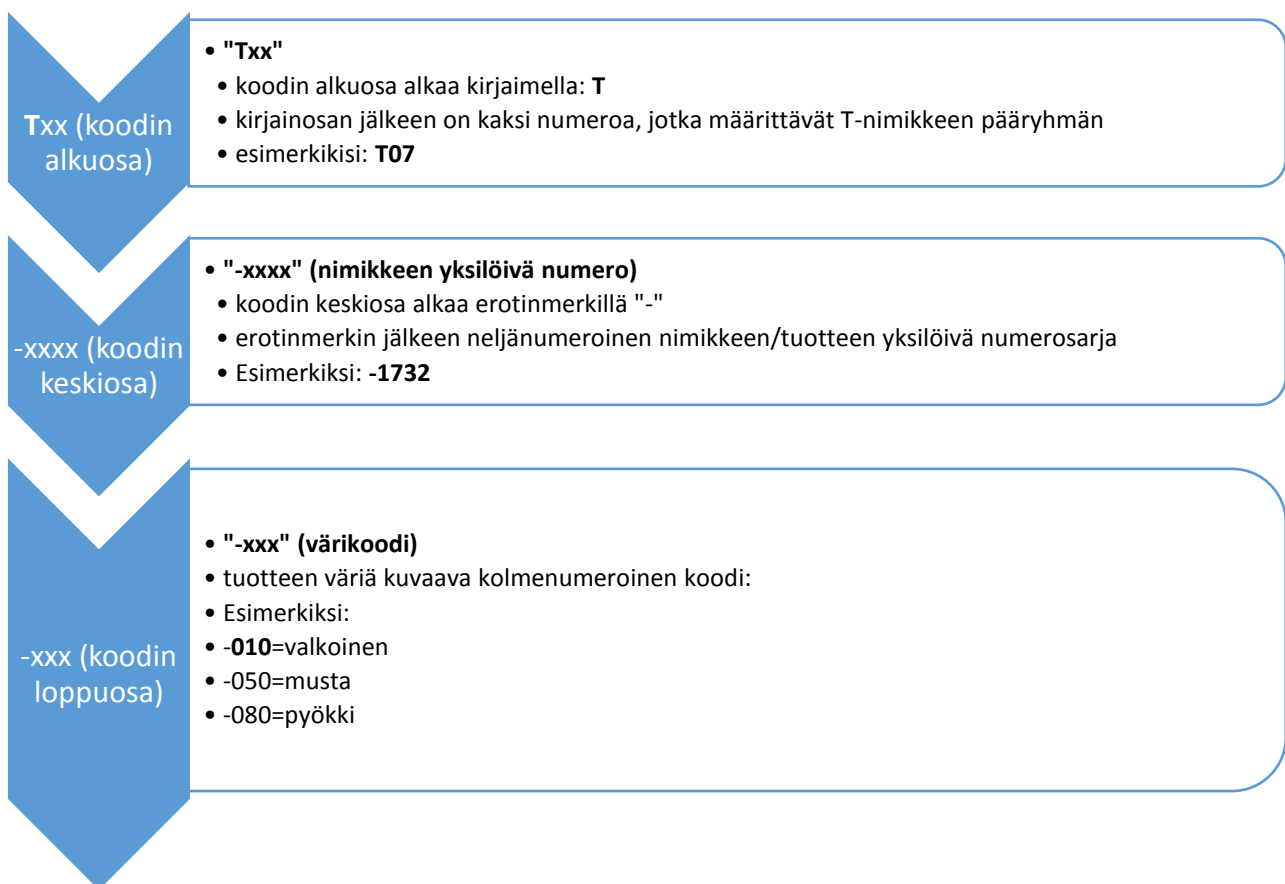 Txx (koodin
alkuosa)
• "Txx"
• koodin alkuosa alkaa kirjaimella: T
• kirjainosan jälkeen on kaksi numeroa, jotka määrittävät T-nimikkeen pääryhmän
• esimerkikisi: T07
-xxxx (koodin
keskiosa)
• "-xxxx" (nimikkeen yksilöivä numero)
• koodin keskiosa alkaa erotinmerkillä "-"
• erotinmerkin jälkeen neljänumeroinen nimikkeen/tuotteen yksilöivä numerosarja
• Esimerkiksi: -1732
-xxx (koodin
loppuosa)
• "-xxx" (värikoodi)
• tuotteen väriä kuvaava kolmenumeroinen koodi:
• Esimerkiksi:
• -010=valkoinen
• -050=musta
• -080=pyökki